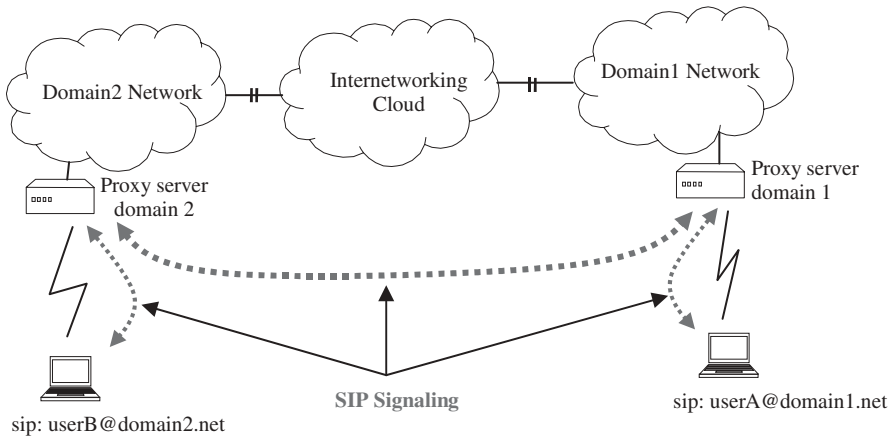 Domain2 Network
Internetworking
Cloud
Domain1 Network
Proxy server
domain 2
Proxy server
domain 1
SIP Signaling
sip: userB@domain2.net
sip: userA@domain1.net